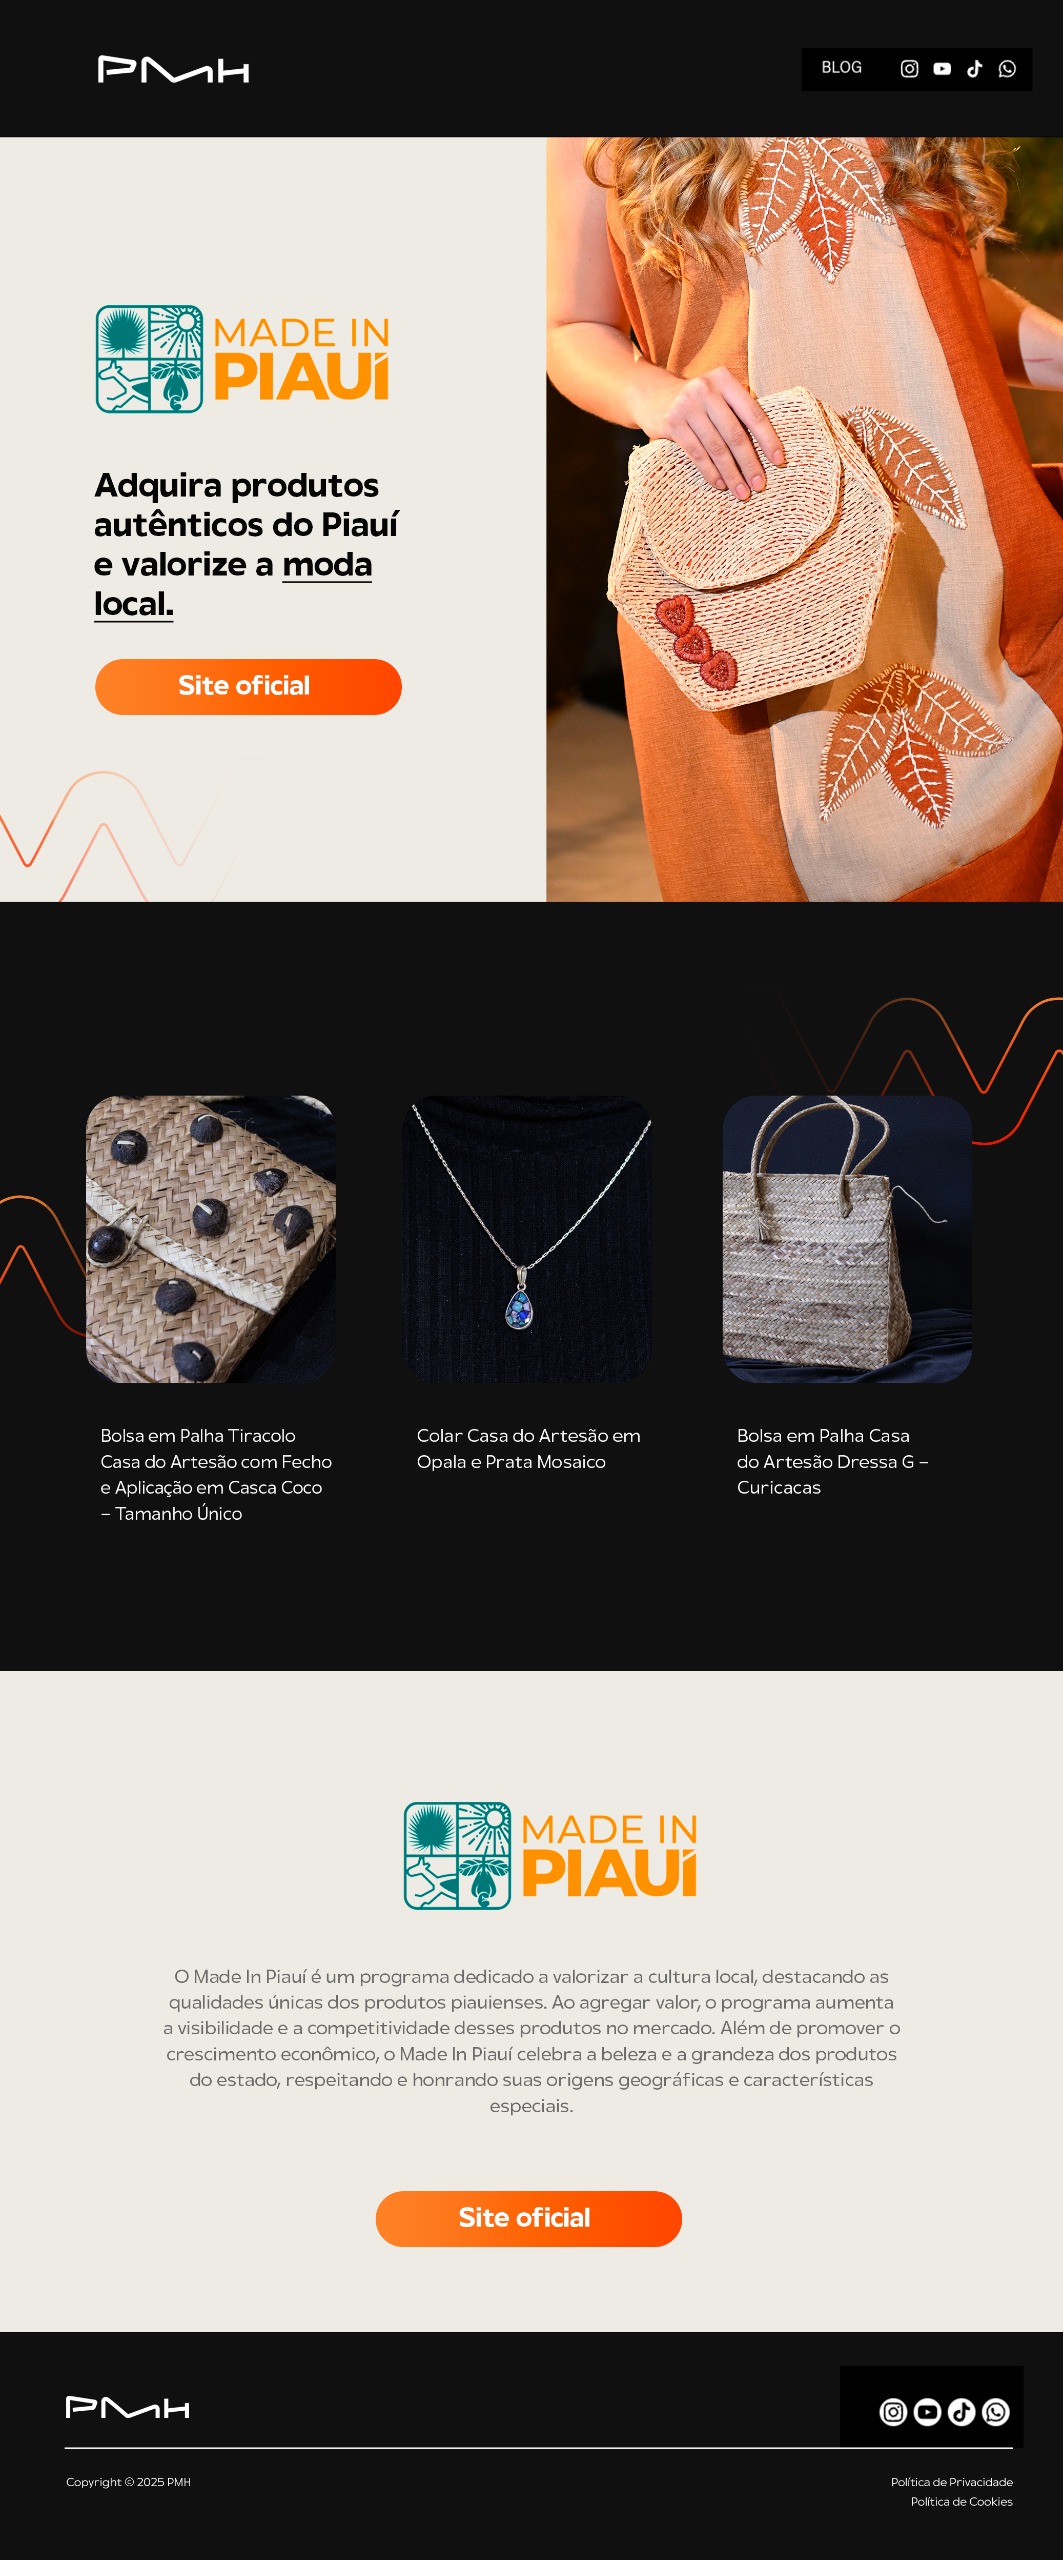 PMH
BLOG
MADE IN
PIAUÍ
Adquira produtos
autênticos do Piauí
e valorize a moda
local.
Site oficial
Bolsa em Palha Tiracolo
Casa do Artesão com Fecho
e Aplicação em Casca Coco
– Tamanho Único
Colar Casa do Artesão em
Opala e Prata Mosaico
Bolsa em Palha Casa
do Artesão Dressa G –
Curicacas
MADE IN
PIAUÍ
O Made In Piauí é um programa dedicado a valorizar a cultura local, destacando as
qualidades únicas dos produtos piauienses. Ao agregar valor, o programa aumenta
a visibilidade e a competitividade desses produtos no mercado. Além de promover o
crescimento econômico, o Made In Piauí celebra a beleza e a grandeza dos produtos
do estado, respeitando e honrando suas origens geográficas e características
especiais.
Site oficial
PMH
Copyright © 2025 PMH
Política de Privacidade
Política de Cookies